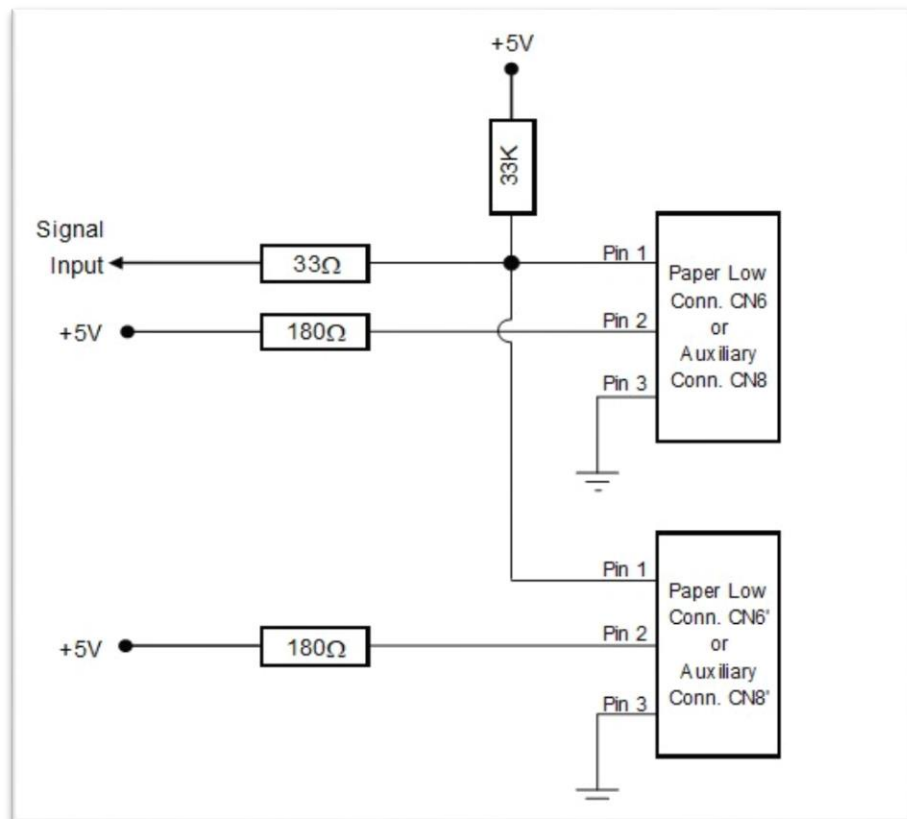 +5V
33K
Signal
Input
33Ω
Pin 1
+5V
180Ω
Pin 2
Pin 3
Paper Low
Conn. CN6
or
Auxiliary
Conn. CN8
Pin 1
+5V
180Ω
Pin 2
Pin 3
Paper Low
Conn. CN6'
or
Auxiliary
Conn. CN8'